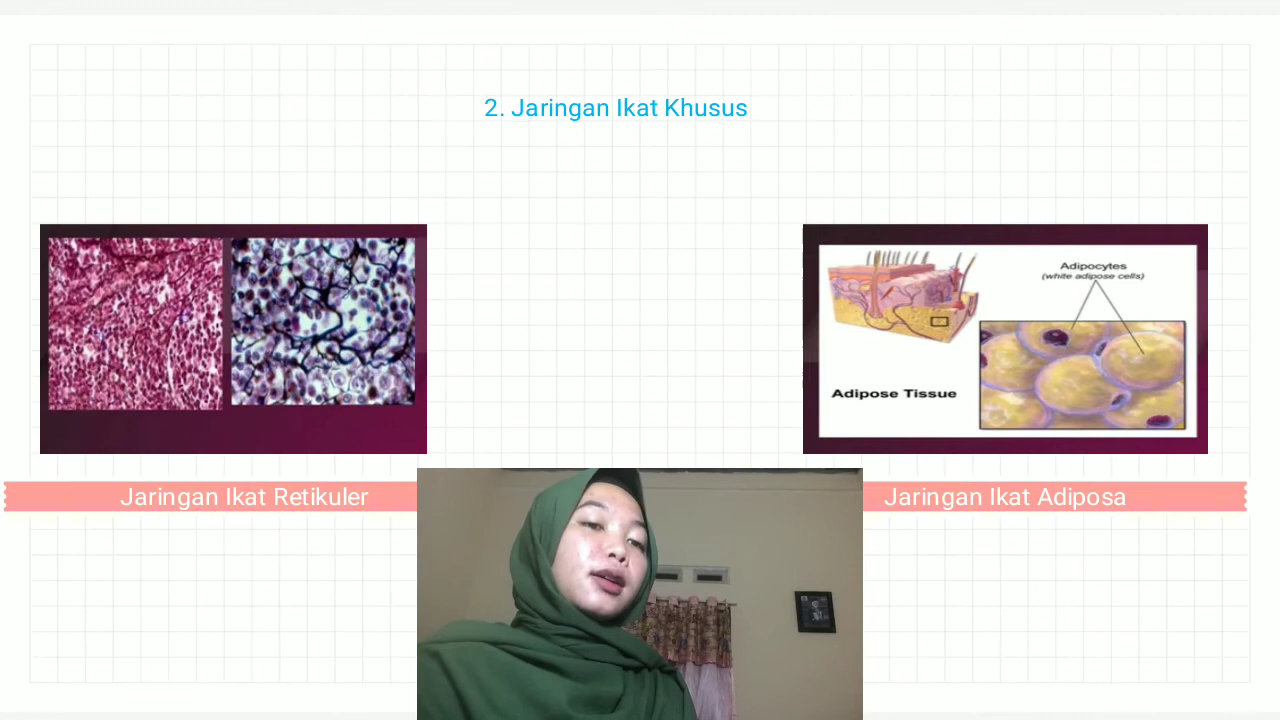 2. Jaringan Ikat Khusus
Adipocytes
(white adipose cells)
Adipose Tissue
Jaringan Ikat Retikuler
Jaringan Ikat Adiposa